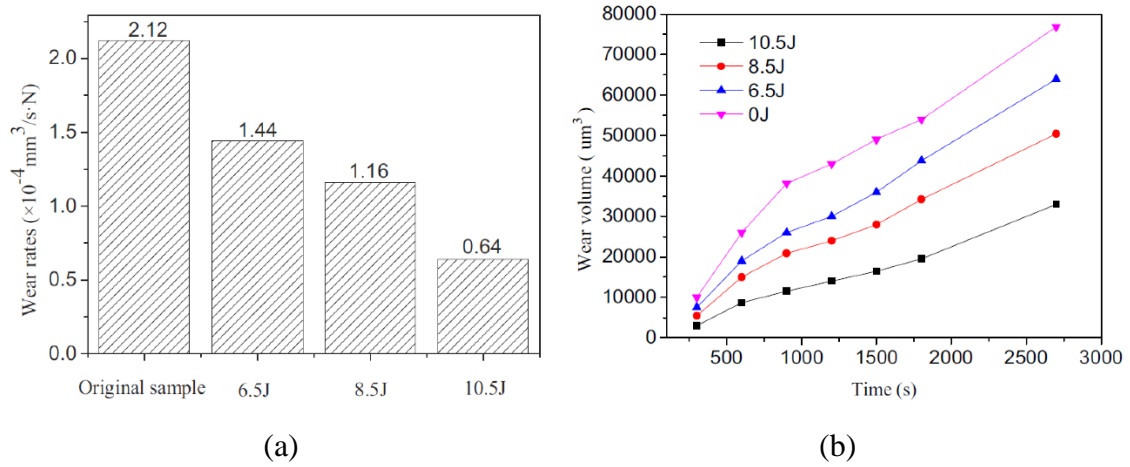 Wear rates (×10⁻⁴ mm³/s·N)
2.0
1.5
1.0
0.5
0.0
2.12
1.44
1.16
0.64
Original sample 6.5J 8.5J 10.5J
(a)
Wear volume ( um³)
80000
70000
60000
50000
40000
30000
20000
10000
0
10.5J
8.5J
6.5J
0J
500 1000 1500 2000 2500 3000
Time (s)
(b)